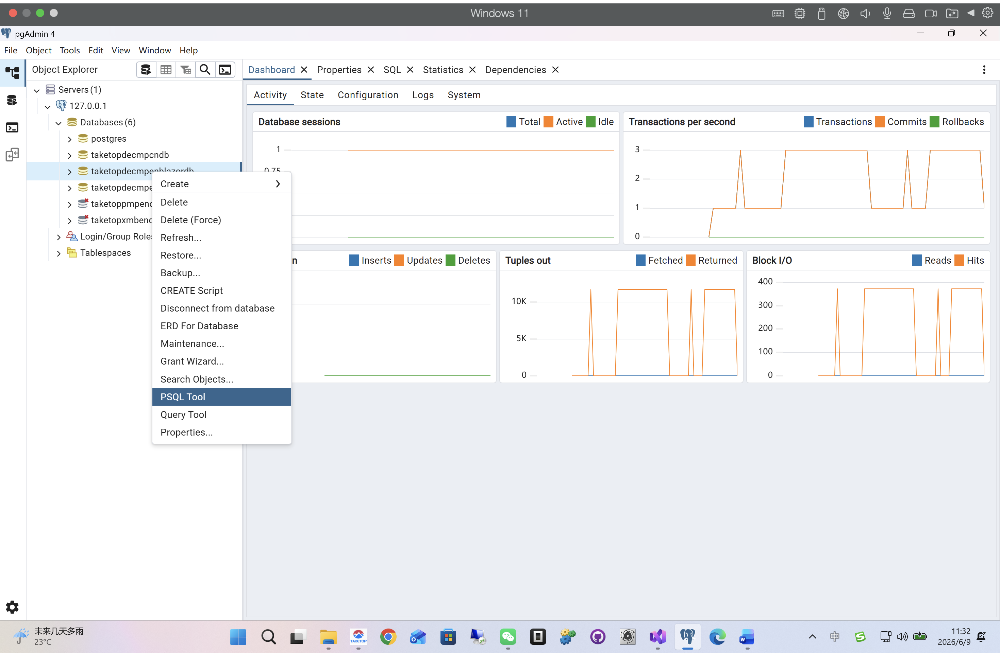 Windows 11
pgAdmin 4
File Object Tools Edit View Window Help
Object Explorer
Servers (1)
127.0.0.1
Databases (6)
postgres
taketopdecmpcndb
taketopdecmpenblazordb
taketopdecmpe
taketoppmpenc
taketopxmbenc
Login/Group Roles
Tablespaces
Create
Delete
Delete (Force)
Refresh...
Restore...
Backup...
CREATE Script
Disconnect from database
ERD For Database
Maintenance...
Grant Wizard...
Search Objects...
PSQL Tool
Query Tool
Properties...
Dashboard Properties SQL Statistics Dependencies
Activity State Configuration Logs System
Database sessions
Total Active Idle
1
0.75
Transactions per second
Transactions Commits Rollbacks
3
2
1
0
n
Inserts Updates Deletes
Tuples out
Fetched Returned
10K
5K
0
Block I/O
Reads Hits
400
300
200
100
0
未来几天多雨
23°C
TAKETOP
中
11:32
2026/6/9